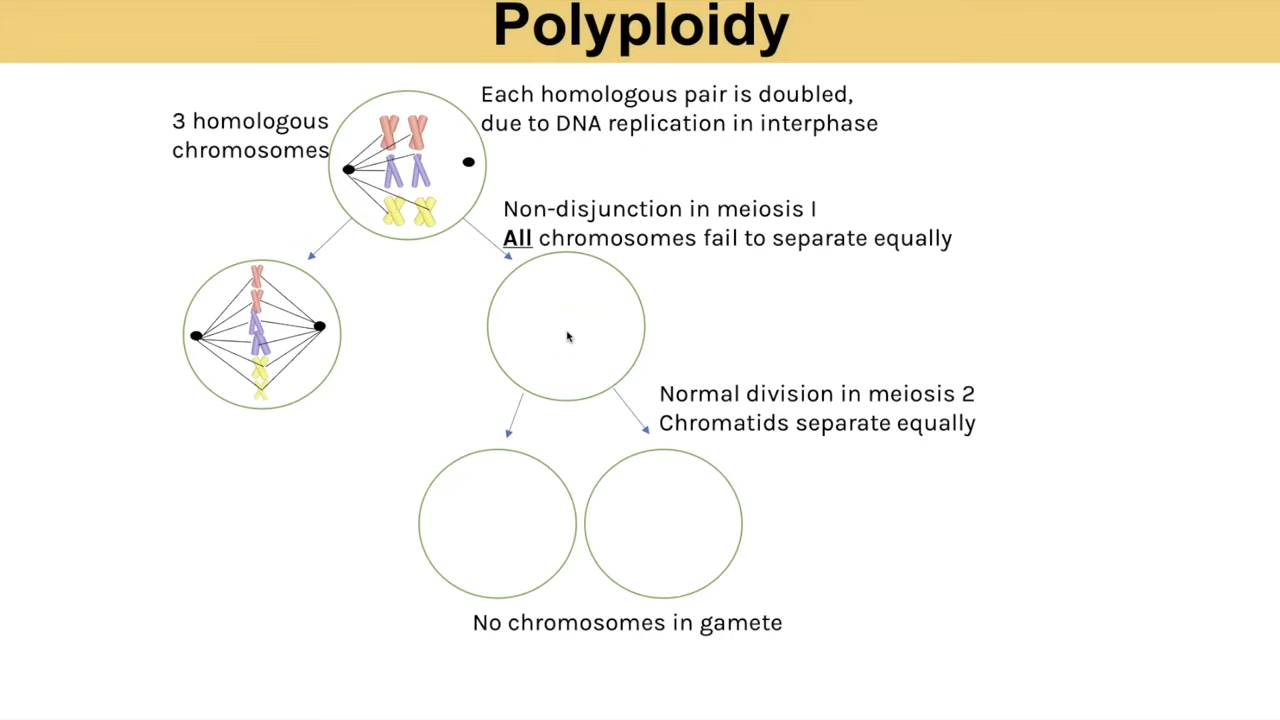 Polyploidy
3 homologous
chromosomes
Each homologous pair is doubled,
due to DNA replication in interphase
Non-disjunction in meiosis I
All chromosomes fail to separate equally
Normal division in meiosis 2
Chromatids separate equally
No chromosomes in gamete